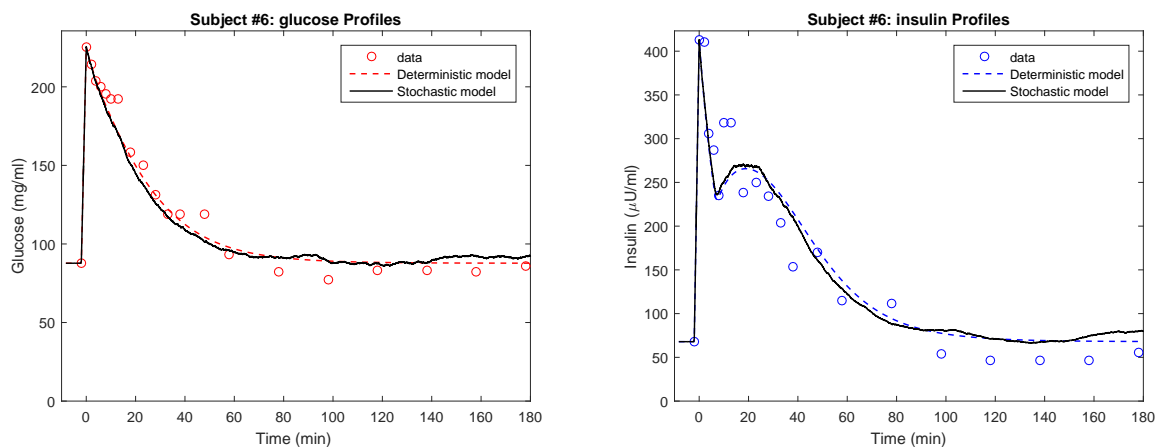 Subject #6: glucose Profiles
data
Deterministic model
Stochastic model
Glucose (mg/ml)
200
150
100
50
0
0 20 40 60 80 100 120 140 160 180
Time (min)
Subject #6: insulin Profiles
data
Deterministic model
Stochastic model
Insulin (μU/ml)
400
350
300
250
200
150
100
50
0
0 20 40 60 80 100 120 140 160 180
Time (min)